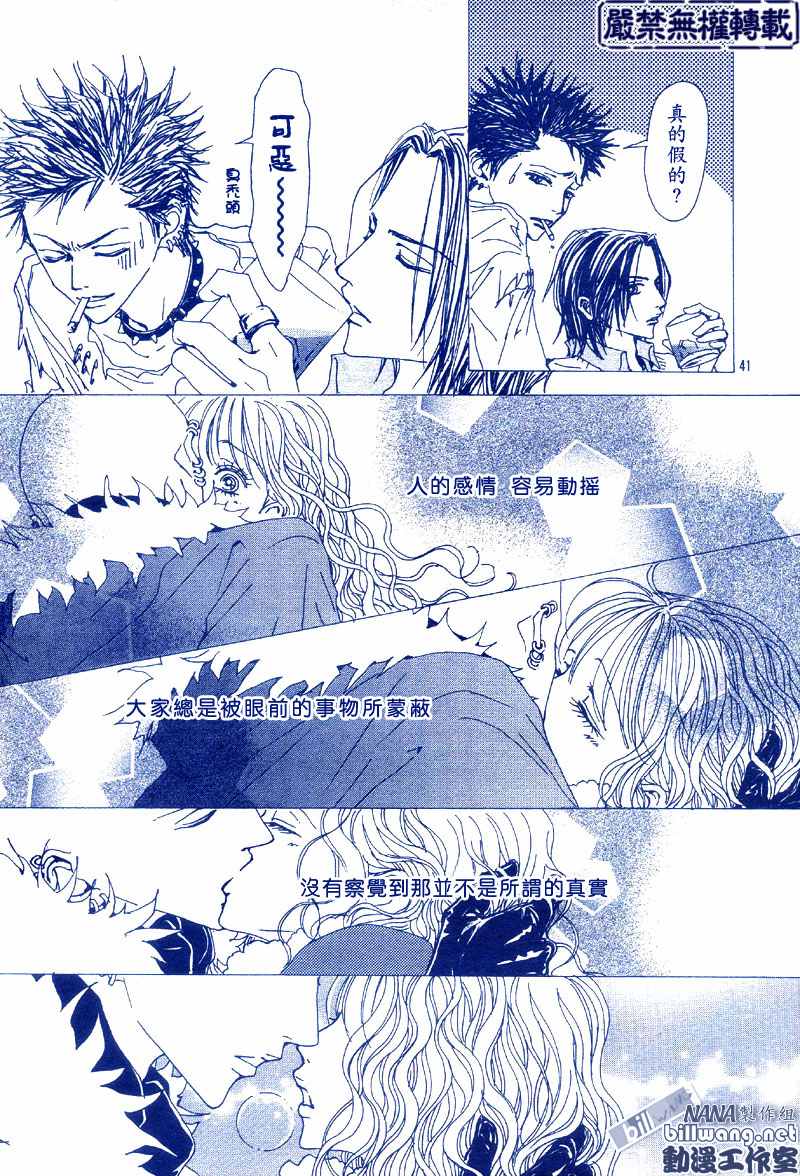 嚴禁無權轉載
真的假的?
可惡~~~
臭禿頭
41
人的感情 容易動搖
大家總是被眼前的事物所蒙蔽
沒有察覺到那並不是所謂的真實
NANA製作組
billwang.net
動漫工作室